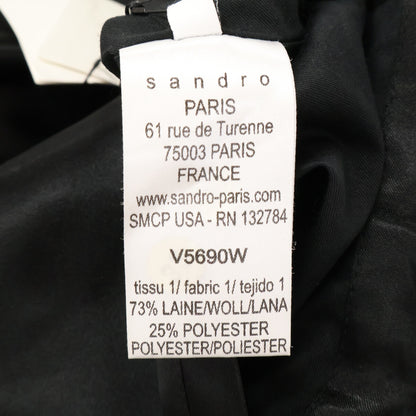 sandro
PARIS
61 rue de Turenne
75003 PARIS
FRANCE
www.sandro-paris.com
SMCP USA - RN 132784
V5690W
tissu 1/ fabric 1/ tejido 1
73% LAINE/WOLL/LANA
25% POLYESTER
POLYESTER/POLIESTER